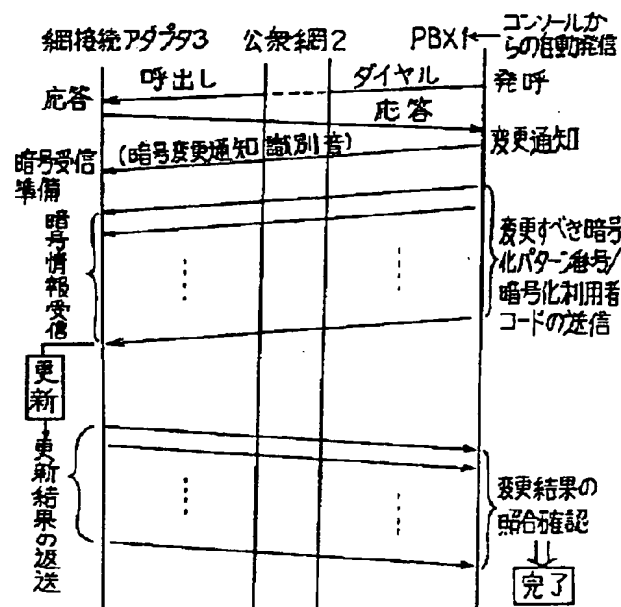 コンソールか
らの自動発信
網接続アダプタ3 公衆網2 PBX1
呼出し ダイヤル 発呼
応答
応答
(暗号変更通知識別音) 変更通知
暗号受信
準備
暗号情報受信
変更すべき暗号
化パターン番号/
暗号化利用者
コードの送信
更新
更新結果の返送
変更結果の
照合確認
完了